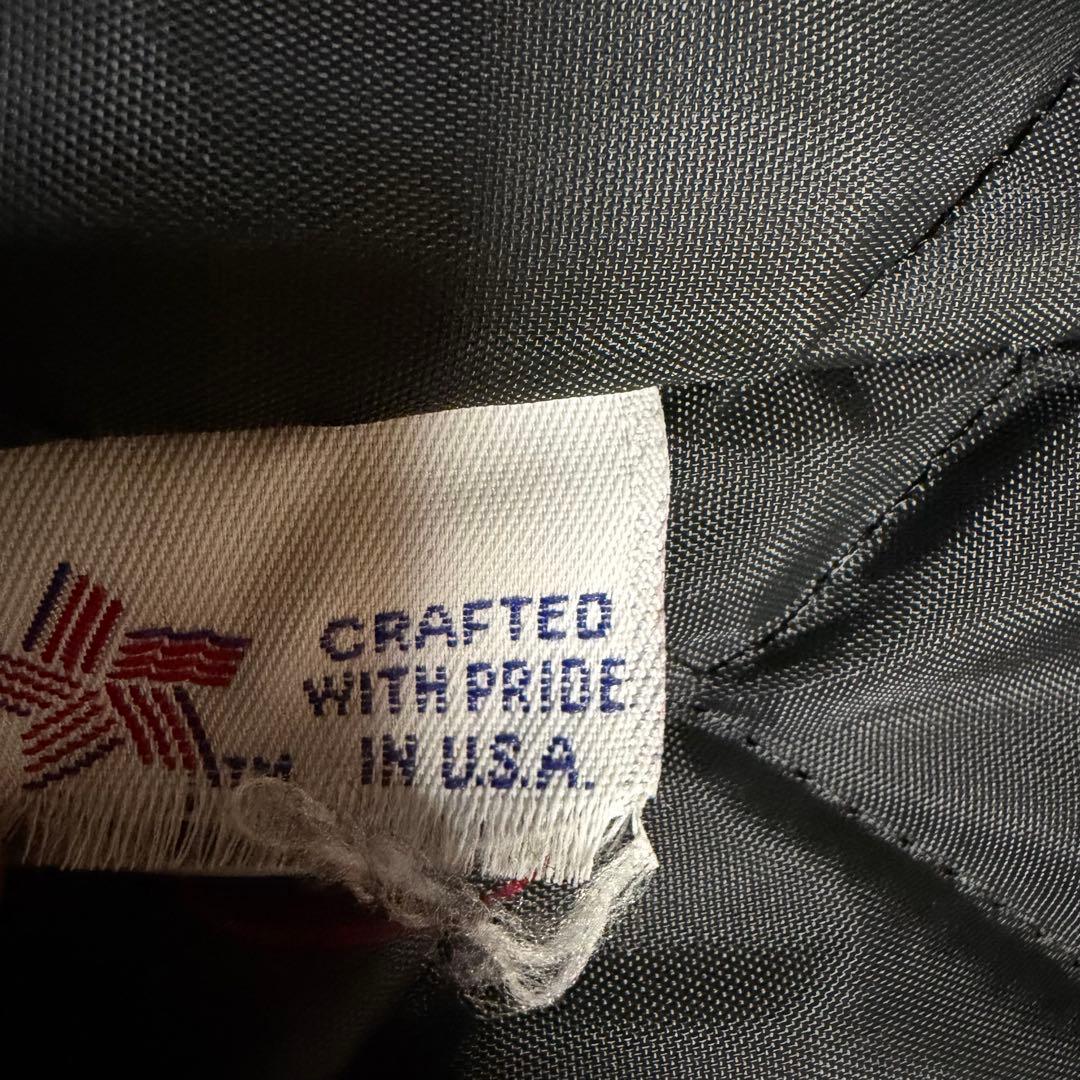 CRAFTED
WITH PRIDE
IN U.S.A.
TM